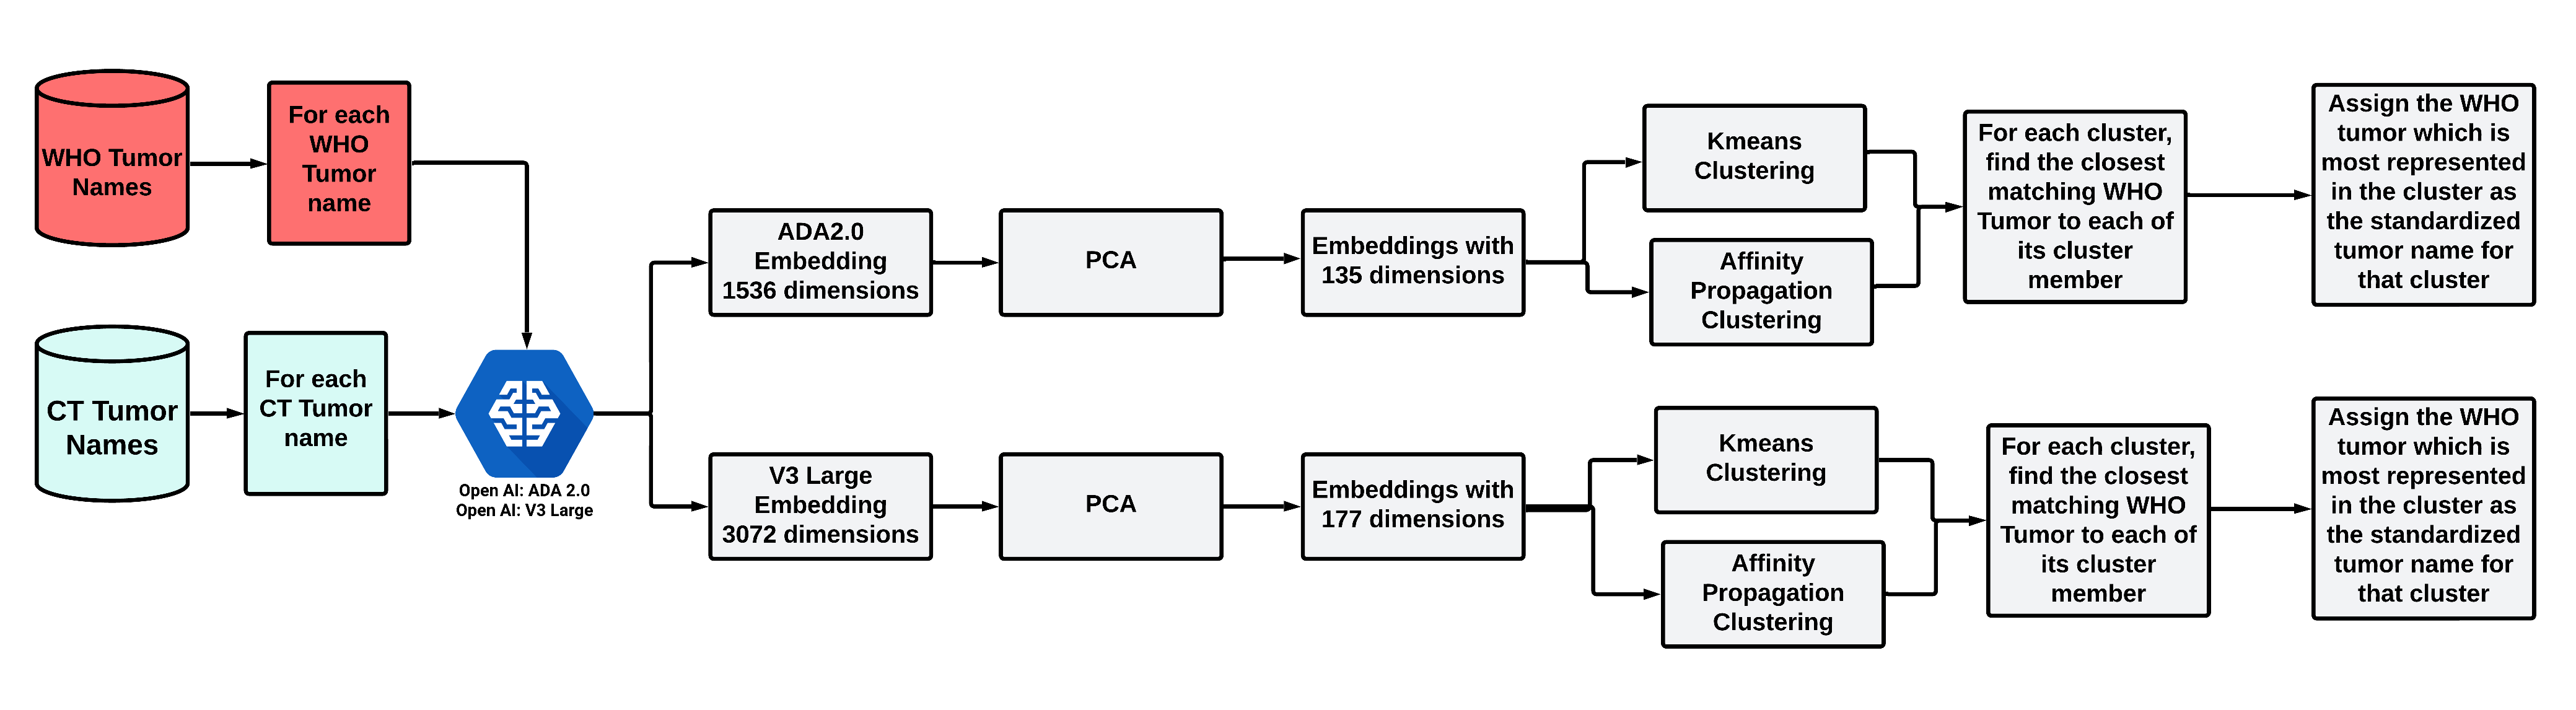 WHO Tumor
Names
For each
WHO
Tumor
name
CT Tumor
Names
For each
CT Tumor
name
Open AI: ADA 2.0
Open AI: V3 Large
ADA2.0
Embedding
1536 dimensions
PCA
Embeddings with
135 dimensions
Kmeans
Clustering
Affinity
Propagation
Clustering
For each cluster,
find the closest
matching WHO
Tumor to each of
its cluster
member
Assign the WHO
tumor which is
most represented
in the cluster as
the standardized
tumor name for
that cluster
V3 Large
Embedding
3072 dimensions
PCA
Embeddings with
177 dimensions
Kmeans
Clustering
Affinity
Propagation
Clustering
For each cluster,
find the closest
matching WHO
Tumor to each of
its cluster
member
Assign the WHO
tumor which is
most represented
in the cluster as
the standardized
tumor name for
that cluster